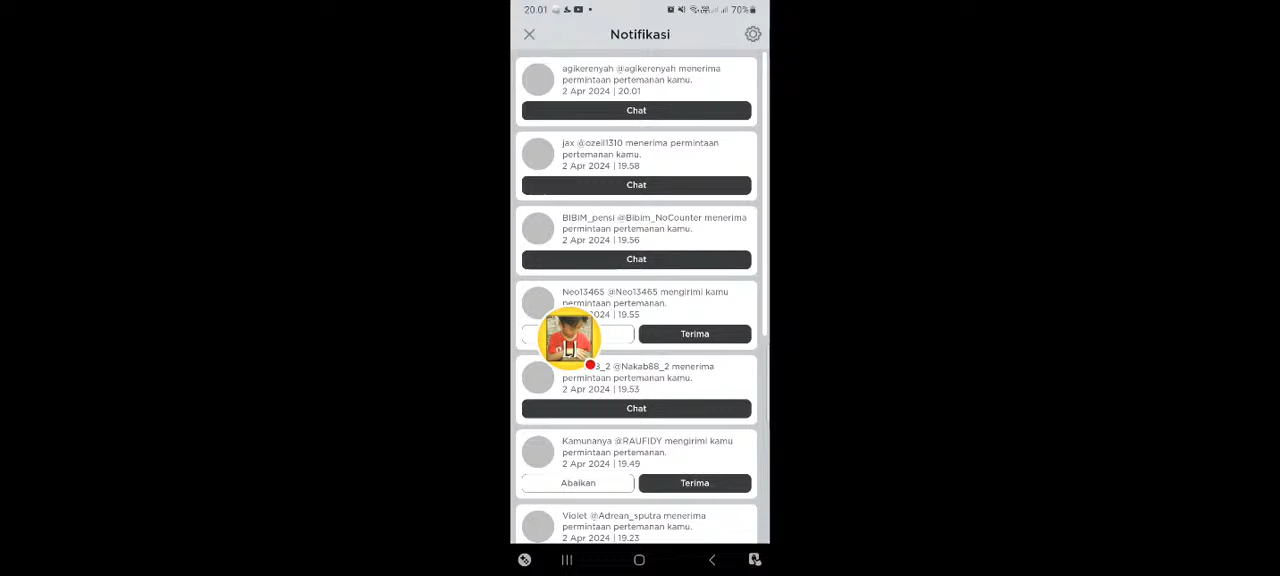 20.01
70%
Notifikasi
agikerenyah @agikerenyah menerima
permintaan pertemanan kamu.
2 Apr 2024 | 20.01
Chat
jax @ozeil1310 menerima permintaan
pertemanan kamu.
2 Apr 2024 | 19.58
Chat
BIBIM_pensi @Bibim_NoCounter menerima
permintaan pertemanan kamu.
2 Apr 2024 | 19.56
Chat
Neo13465 @Neo13465 mengirimi kamu
permintaan pertemanan.
2024 | 19.55
Terima
3_2 @Nakab88_2 menerima
permintaan pertemanan kamu.
2 Apr 2024 | 19.53
Chat
Kamunanya @RAUFIDY mengirimi kamu
permintaan pertemanan.
2 Apr 2024 | 19.49
Abaikan
Terima
Violet @Adrean_sputra menerima
permintaan pertemanan kamu.
2 Apr 2024 | 19.23